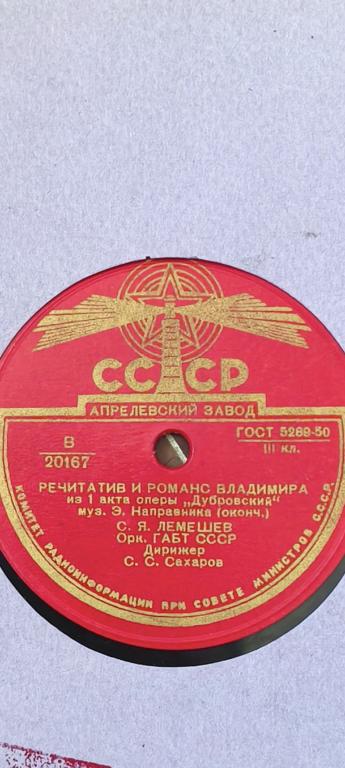 СССР
АПРЕЛЕВСКИЙ ЗАВОД
В
20167
ГОСТ 5289-50
III кл.
РЕЧИТАТИВ И РОМАНС ВЛАДИМИРА
из 1 акта оперы „Дубровский"
муз. Э. Направника (оконч.)
С. Я. ЛЕМЕШЕВ
Орк. ГАБТ СССР
Дирижер
С. С. Сахаров
КОМИТЕТ РАДИОИНФОРМАЦИИ ПРИ СОВЕТЕ МИНИСТРОВ С.С.С.Р.